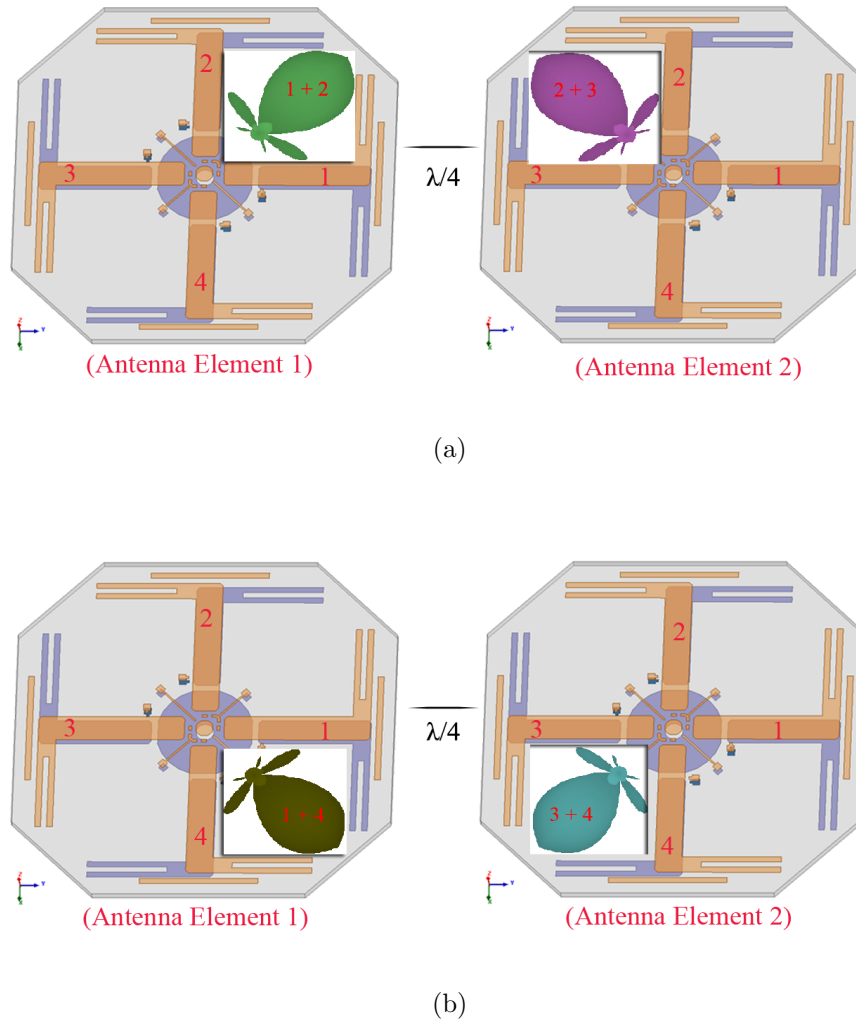 2
1 + 2
3
1
4
(Antenna Element 1)
λ/4
2
2 + 3
3
1
4
(Antenna Element 2)
(a)
2
3
1
4
1 + 4
(Antenna Element 1)
λ/4
2
3
1
4
3 + 4
(Antenna Element 2)
(b)